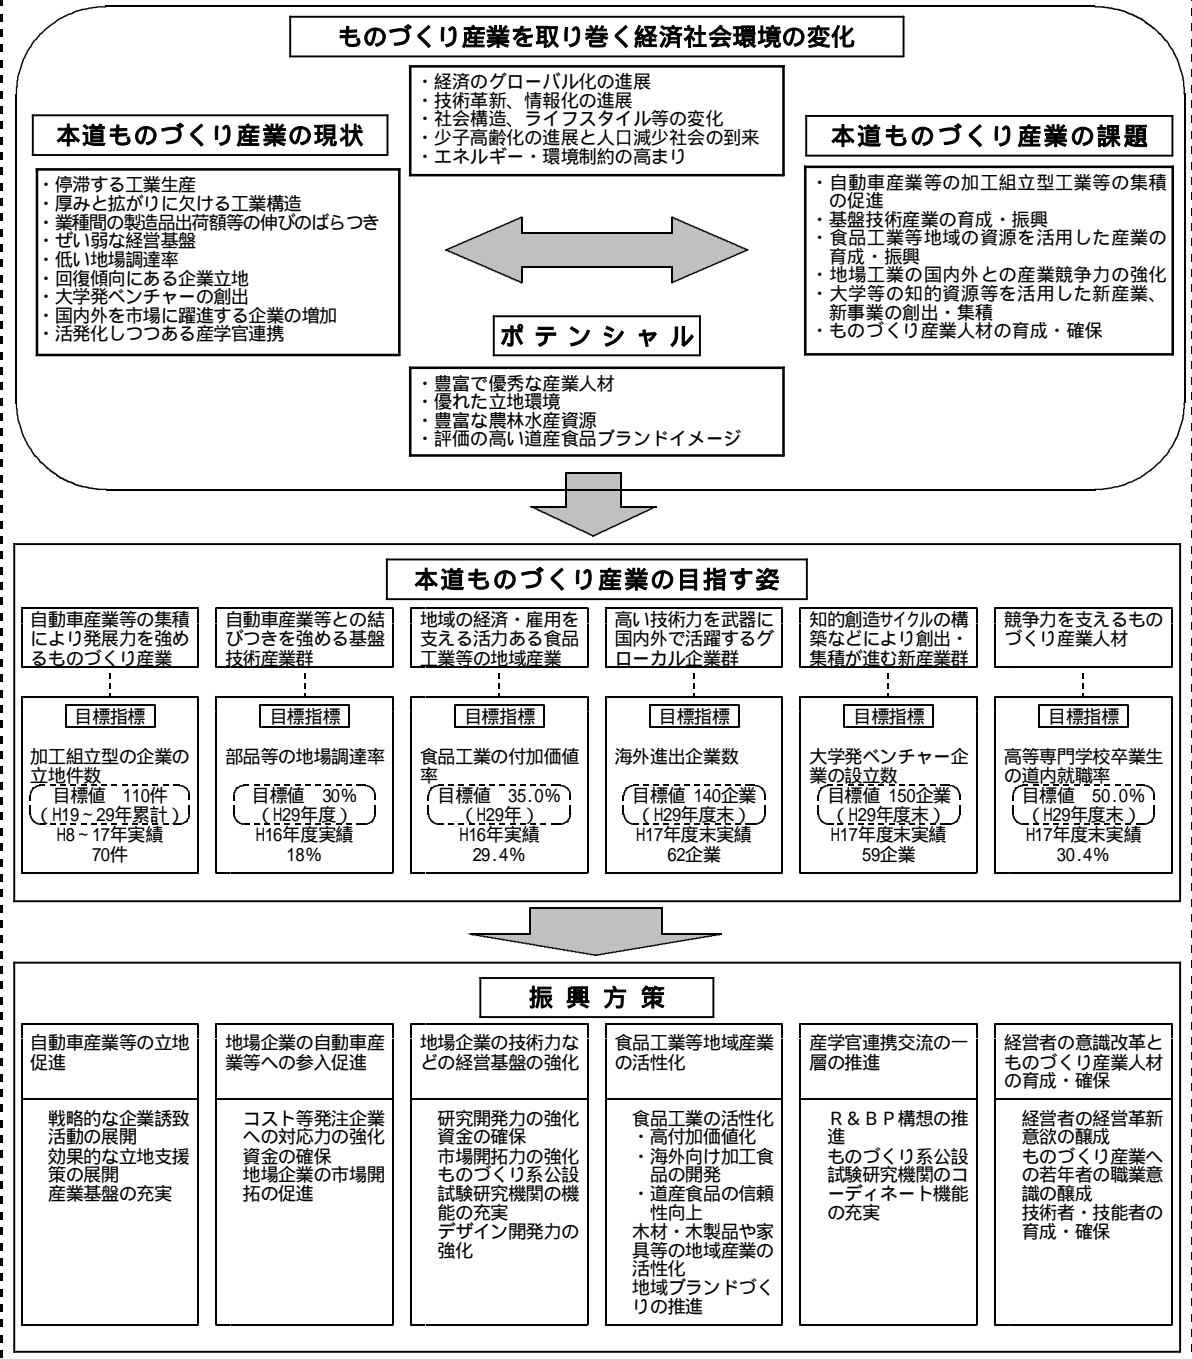 ものづくり産業を取り巻く経済社会環境の変化
・経済のグローバル化の進展
・技術革新、情報化の進展
・社会構造、ライフスタイル等の変化
・少子高齢化の進展と人口減少社会の到来
・エネルギー・環境制約の高まり
本道ものづくり産業の現状
・停滞する工業生産
・厚みと拡がりに欠ける工業構造
・業種間の製造品出荷額等の伸びのばらつき
・ぜい弱な経営基盤
・低い地場調達率
・回復傾向にある企業立地
・大学発ベンチャーの創出
・国内外を市場に躍進する企業の増加
・活発化しつつある産学官連携
本道ものづくり産業の課題
・自動車産業等の加工組立型工業等の集積
の促進
・基盤技術産業の育成・振興
・食品工業等地域の資源を活用した産業の
育成・振興
・地場工業の国内外との産業競争力の強化
・大学等の知的資源等を活用した新産業、
新事業の創出・集積
・ものづくり産業人材の育成・確保
ポテンシャル
・豊富で優秀な産業人材
・優れた立地環境
・豊富な農林水産資源
・評価の高い道産食品ブランドイメージ
本道ものづくり産業の目指す姿
自動車産業等の集積
により発展力を強め
るものづくり産業
目標指標
加工組立型の企業の
立地件数
目標値 110件
(H19~29年累計)
H8~17年実績
70件
自動車産業等との結
びつきを強める基盤
技術産業群
目標指標
部品等の地場調達率
目標値 30%
(H29年度)
H16年度実績
18%
地域の経済・雇用を
支える活力ある食品
工業等の地域産業
目標指標
食品工業の付加価値
率
目標値 35.0%
(H29年)
H16年実績
29.4%
高い技術力を武器に
国内外で活躍するグ
ローカル企業群
目標指標
海外進出企業数
目標値 140企業
(H29年度末)
H17年度末実績
62企業
知的創造サイクルの構
築などにより創出・
集積が進む新産業群
目標指標
大学発ベンチャー企
業の設立数
目標値 150企業
(H29年度末)
H17年度末実績
59企業
競争力を支えるもの
づくり産業人材
目標指標
高等専門学校卒業生
の道内就職率
目標値 50.0%
(H29年度末)
H17年度末実績
30.4%
振興方策
自動車産業等の立地
促進
戦略的な企業誘致
活動の展開
効果的な立地支援
策の展開
産業基盤の充実
地場企業の自動車産
業等への参入促進
コスト等発注企業
への対応力の強化
資金の確保
地場企業の市場開
拓の促進
地場企業の技術力な
どの経営基盤の強化
研究開発力の強化
資金の確保
市場開拓力の強化
ものづくり系公設
試験研究機関の機
能の充実
デザイン開発力の
強化
食品工業等地域産業
の活性化
食品工業の活性化
・高付加価値化
・海外向け加工食
品の開発
・道産食品の信頼
性向上
木材・木製品や家
具等の地域産業の
活性化
地域ブランドづく
りの推進
産学官連携交流の一
層の推進
R&BP構想の推
進
ものづくり系公設
試験研究機関のコ
ーディネート機能
の充実
経営者の意識改革と
ものづくり産業人材
の育成・確保
経営者の経営革新
意欲の醸成
ものづくり産業へ
の若年者の職業意
識の醸成
技術者・技能者の
育成・確保